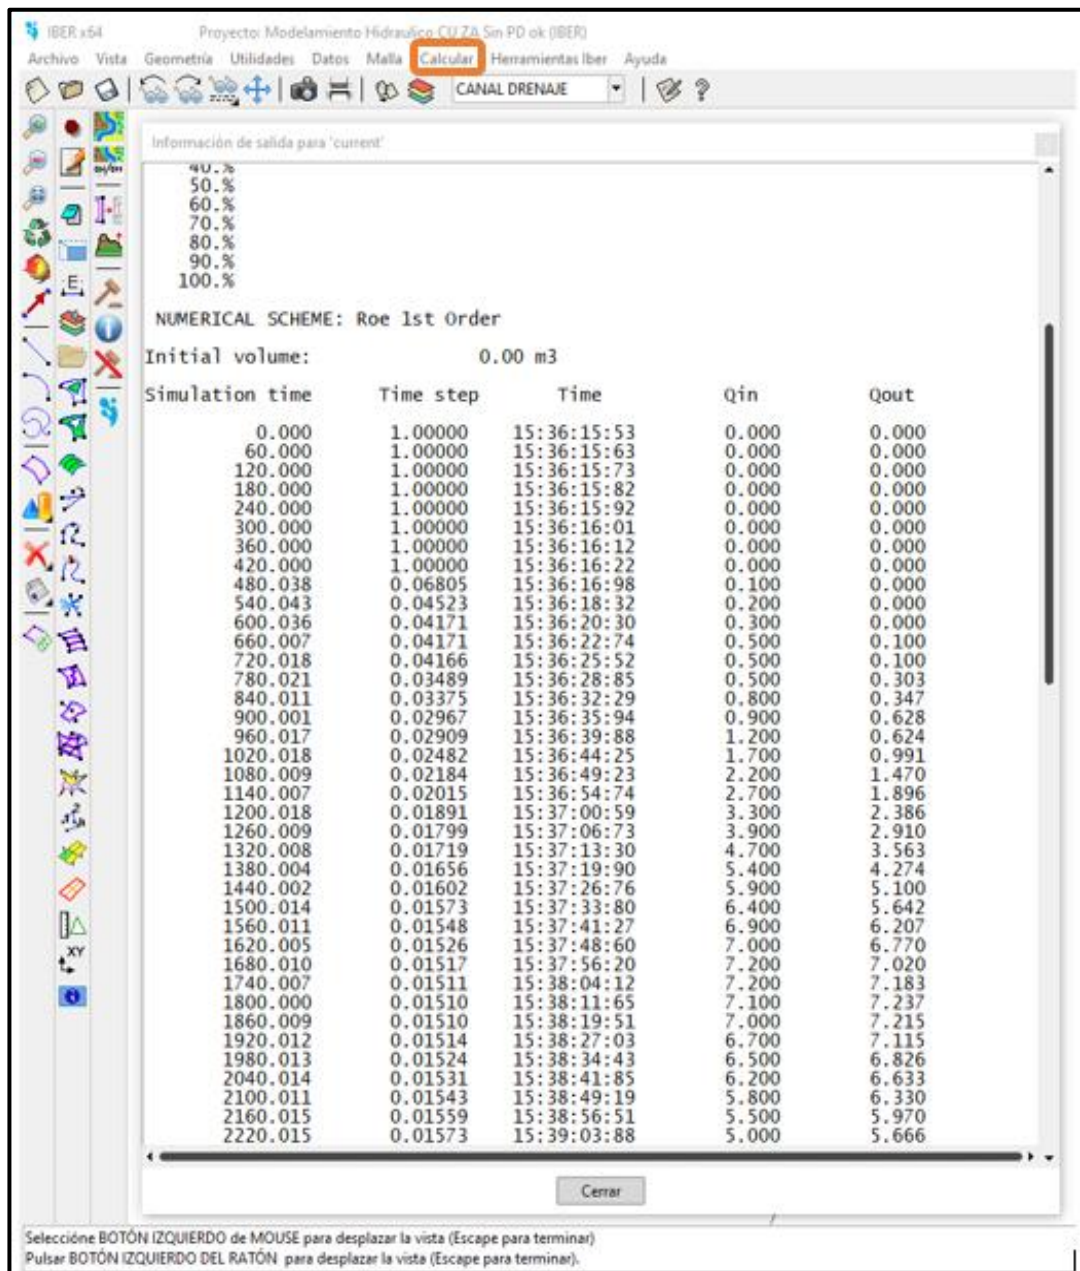 IBER x64 Proyecto: Modelamiento Hidraulico CU ZA Sin PD ok (IBER)
Archivo Vista Geometría Utilidades Datos Malla Calcular Herramientas Iber Ayuda
CANAL DRENAJE
Información de salida para 'current'
40.%
50.%
60.%
70.%
80.%
90.%
100.%
NUMERICAL SCHEME: Roe 1st Order
Initial volume: 0.00 m3
Simulation time Time step Time Qin Qout
0.000 1.00000 15:36:15:53 0.000 0.000
60.000 1.00000 15:36:15:63 0.000 0.000
120.000 1.00000 15:36:15:73 0.000 0.000
180.000 1.00000 15:36:15:82 0.000 0.000
240.000 1.00000 15:36:15:92 0.000 0.000
300.000 1.00000 15:36:16:01 0.000 0.000
360.000 1.00000 15:36:16:12 0.000 0.000
420.000 1.00000 15:36:16:22 0.000 0.000
480.038 0.06805 15:36:16:98 0.100 0.000
540.043 0.04523 15:36:18:32 0.200 0.000
600.036 0.04171 15:36:20:30 0.300 0.000
660.007 0.04171 15:36:22:74 0.500 0.100
720.018 0.04166 15:36:25:52 0.500 0.100
780.021 0.03489 15:36:28:85 0.500 0.303
840.011 0.03375 15:36:32:29 0.800 0.347
900.001 0.02967 15:36:35:94 0.900 0.628
960.017 0.02909 15:36:39:88 1.200 0.624
1020.018 0.02482 15:36:44:25 1.700 0.991
1080.009 0.02184 15:36:49:23 2.200 1.470
1140.007 0.02015 15:36:54:74 2.700 1.896
1200.018 0.01891 15:37:00:59 3.300 2.386
1260.009 0.01799 15:37:06:73 3.900 2.910
1320.008 0.01719 15:37:13:30 4.700 3.563
1380.004 0.01656 15:37:19:90 5.400 4.274
1440.002 0.01602 15:37:26:76 5.900 5.100
1500.014 0.01573 15:37:33:80 6.400 5.642
1560.011 0.01548 15:37:41:27 6.900 6.207
1620.005 0.01526 15:37:48:60 7.000 6.770
1680.010 0.01517 15:37:56:20 7.200 7.020
1740.007 0.01511 15:38:04:12 7.200 7.183
1800.000 0.01510 15:38:11:65 7.100 7.237
1860.009 0.01510 15:38:19:51 7.000 7.215
1920.012 0.01514 15:38:27:03 6.700 7.115
1980.013 0.01524 15:38:34:43 6.500 6.826
2040.014 0.01531 15:38:41:85 6.200 6.633
2100.011 0.01543 15:38:49:19 5.800 6.330
2160.015 0.01559 15:38:56:51 5.500 5.970
2220.015 0.01573 15:39:03:88 5.000 5.666
Cerrar
Seleccióne BOTÓN IZQUIERDO de MOUSE para desplazar la vista (Escape para terminar)
Pulsar BOTÓN IZQUIERDO DEL RATÓN para desplazar la vista (Escape para terminar).